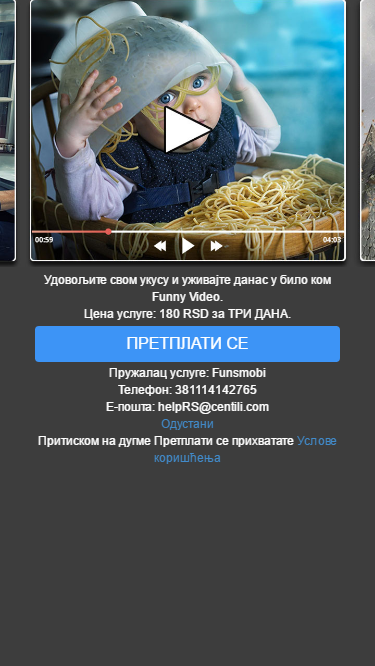 00:59
04:03
Удовољите свом укусу и уживајте данас у било ком
Funny Video.
Цена услуге: 180 RSD за ТРИ ДАНА.
ПРЕТПЛАТИ СЕ
Пружалац услуге: Funsmobi
Телефон: 381114142765
Е-пошта: helpRS@centili.com
Одустани
Притиском на дугме Претплати се прихватате Услове
коришћења